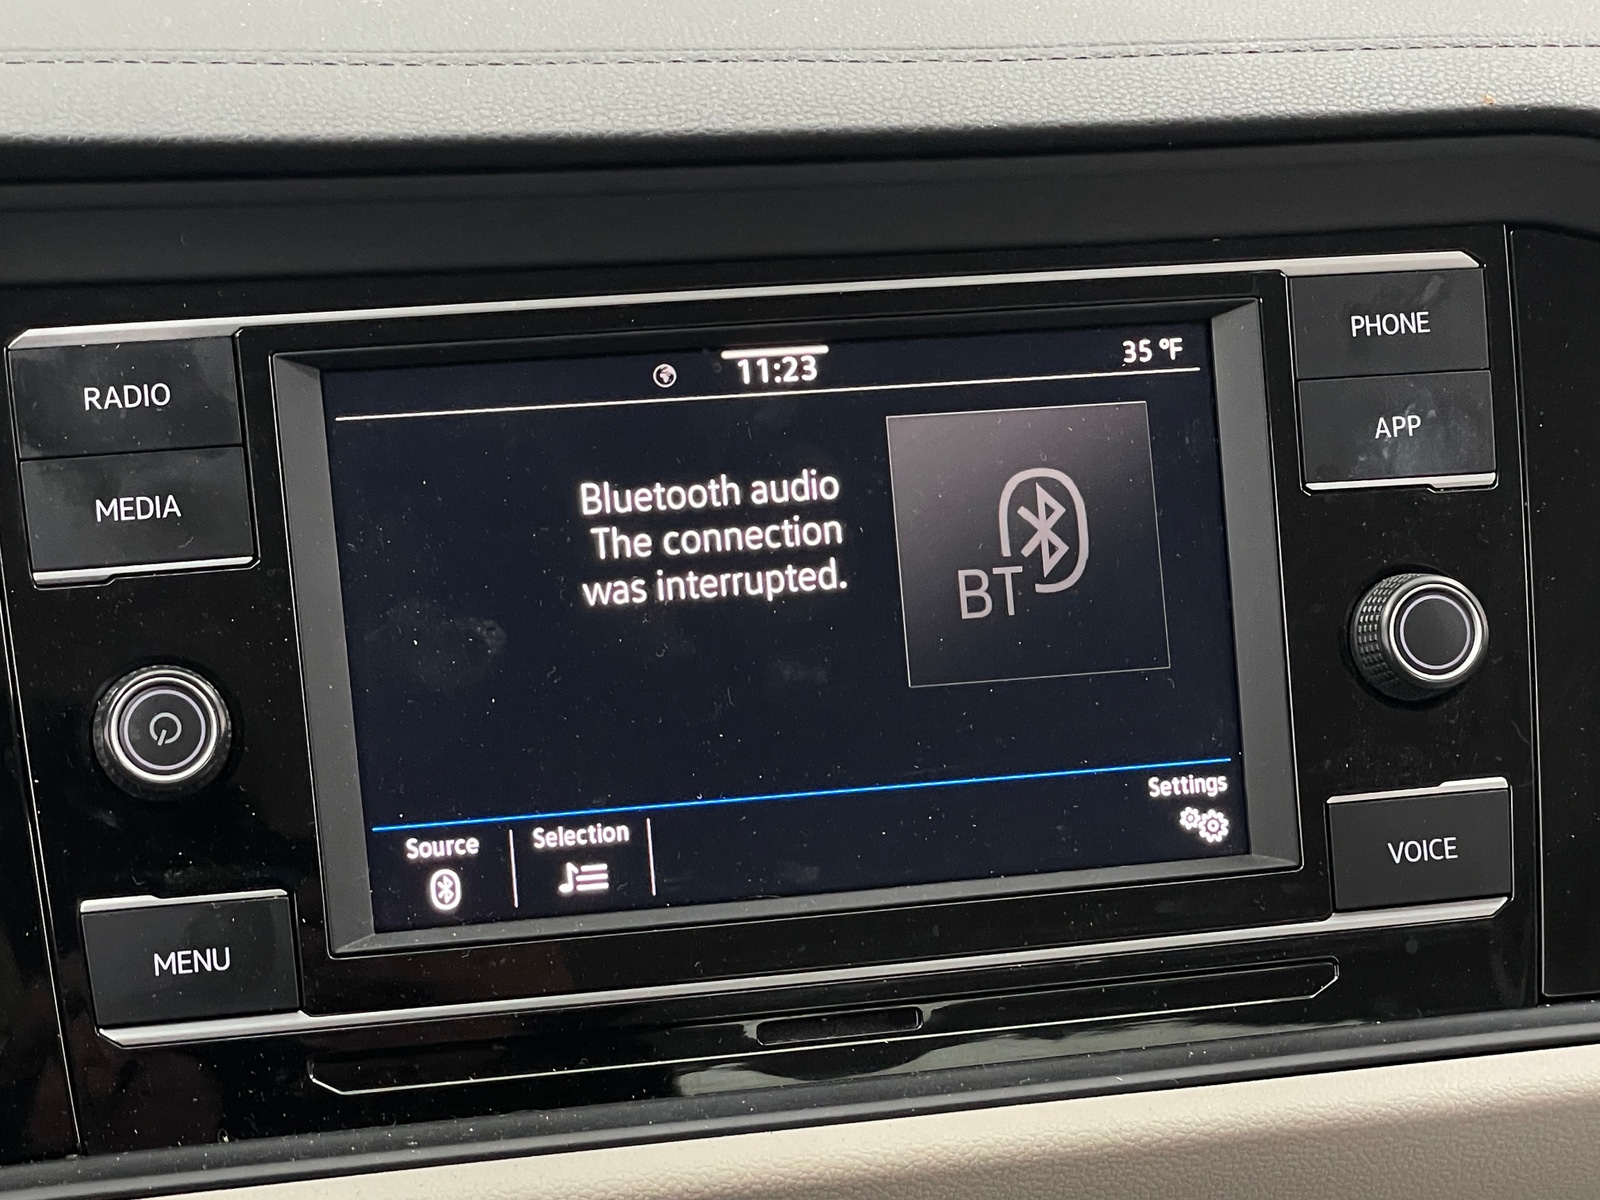 11:23
35 °F
RADIO
MEDIA
MENU
Bluetooth audio
The connection
was interrupted.
BT
Settings
Source
Selection
PHONE
APP
VOICE